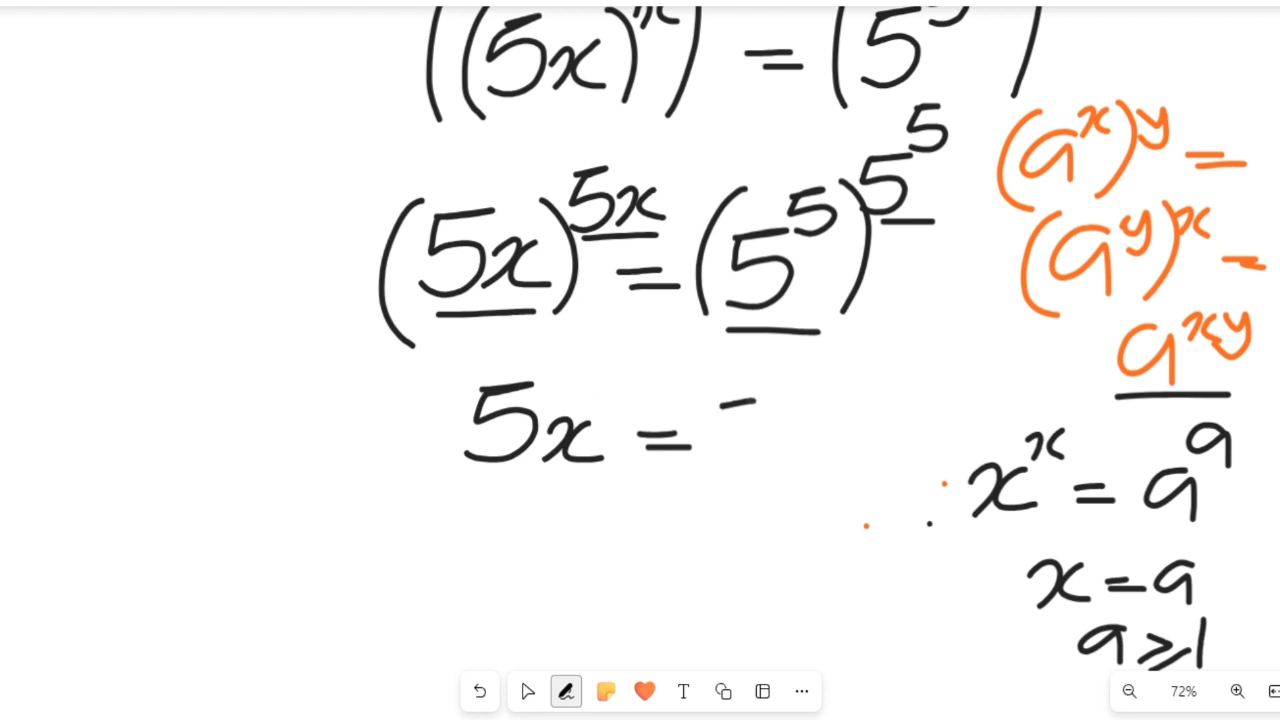 ((5x)^x) = (5^5)
(5x)^5x = (5^5)^5^5
5x =
(a^x)^y =
(a^y)^x =
a^xy
x^x = a^a
x = a
a ⩾ 1
T
72%